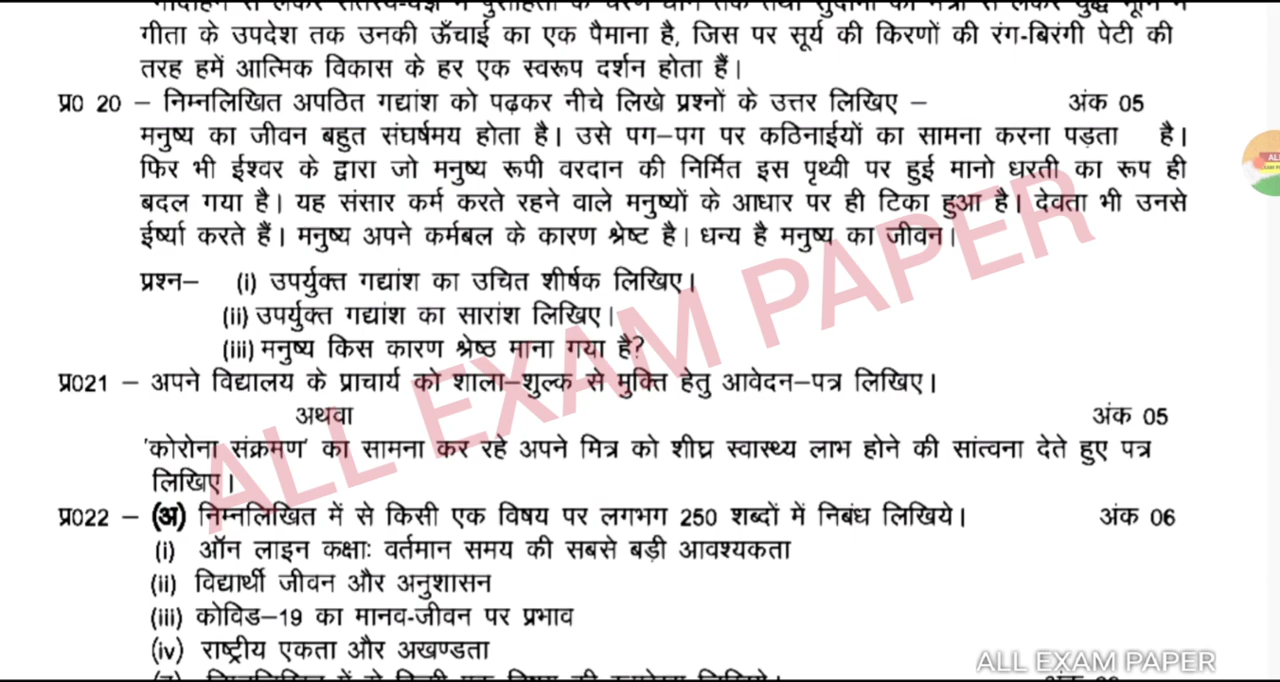 गीता के उपदेश तक उनकी ऊँचाई का एक पैमाना है, जिस पर सूर्य की किरणों की रंग-बिरंगी पेटी की
तरह हमें आत्मिक विकास के हर एक स्वरूप दर्शन होता हैं।
प्र0 20 – निम्नलिखित अपठित गद्यांश को पढ़कर नीचे लिखे प्रश्नों के उत्तर लिखिए – अंक 05
मनुष्य का जीवन बहुत संघर्षमय होता है। उसे पग–पग पर कठिनाईयों का सामना करना पड़ता है।
फिर भी ईश्वर के द्वारा जो मनुष्य रूपी वरदान की निर्मित इस पृथ्वी पर हुई मानो धरती का रूप ही
बदल गया है। यह संसार कर्म करते रहने वाले मनुष्यों के आधार पर ही टिका हुआ है। देवता भी उनसे
ईर्ष्या करते हैं। मनुष्य अपने कर्मबल के कारण श्रेष्ट है। धन्य है मनुष्य का जीवन।
प्रश्न– (i) उपर्युक्त गद्यांश का उचित शीर्षक लिखिए।
(ii) उपर्युक्त गद्यांश का सारांश लिखिए।
(iii) मनुष्य किस कारण श्रेष्ठ माना गया है?
प्र021 – अपने विद्यालय के प्राचार्य को शाला–शुल्क से मुक्ति हेतु आवेदन–पत्र लिखिए।
अथवा अंक 05
'कोरोना संक्रमण' का सामना कर रहे अपने मित्र को शीघ्र स्वास्थ्य लाभ होने की सांत्वना देते हुए पत्र
लिखिए।
प्र022 – (अ) निम्नलिखित में से किसी एक विषय पर लगभग 250 शब्दों में निबंध लिखिये। अंक 06
(i) ऑन लाइन कक्षाः वर्तमान समय की सबसे बड़ी आवश्यकता
(ii) विद्यार्थी जीवन और अनुशासन
(iii) कोविड–19 का मानव-जीवन पर प्रभाव
(iv) राष्ट्रीय एकता और अखण्डता
ALL EXAM PAPER
ALL EXAM PAPER